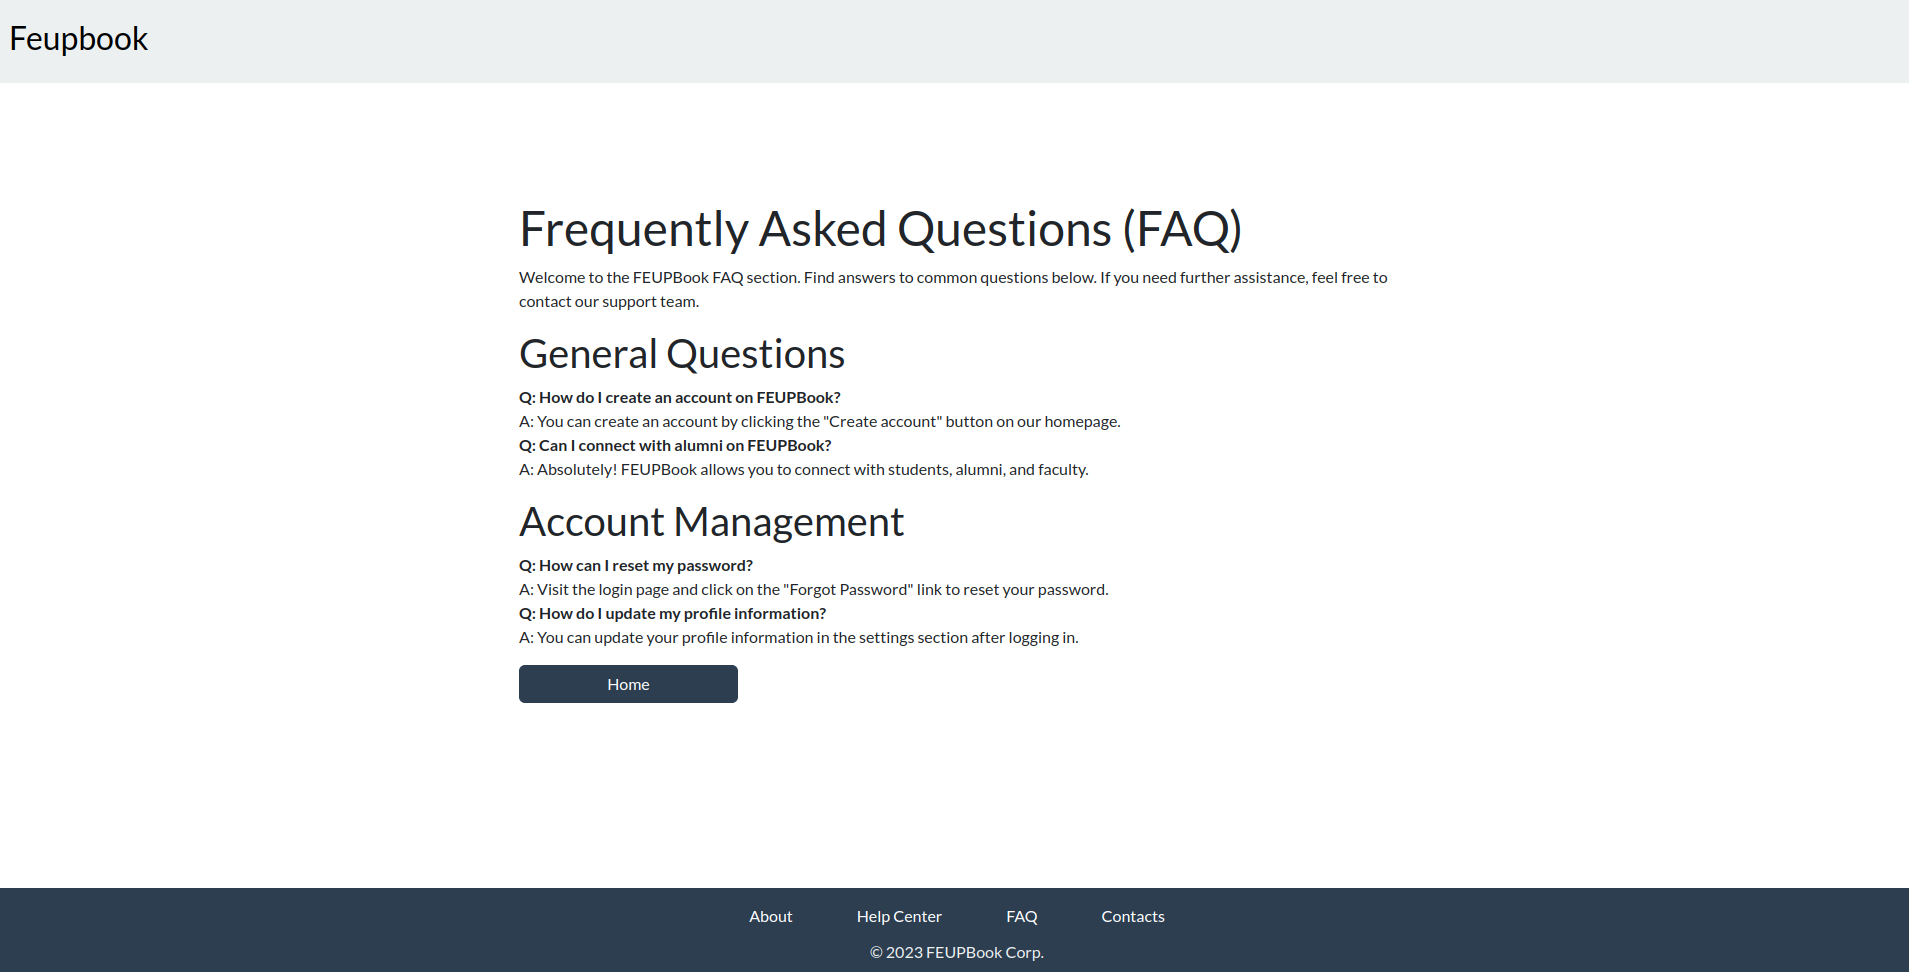 Feupbook
Frequently Asked Questions (FAQ)
Welcome to the FEUPBook FAQ section. Find answers to common questions below. If you need further assistance, feel free to
contact our support team.
General Questions
Q: How do I create an account on FEUPBook?
A: You can create an account by clicking the "Create account" button on our homepage.
Q: Can I connect with alumni on FEUPBook?
A: Absolutely! FEUPBook allows you to connect with students, alumni, and faculty.
Account Management
Q: How can I reset my password?
A: Visit the login page and click on the "Forgot Password" link to reset your password.
Q: How do I update my profile information?
A: You can update your profile information in the settings section after logging in.
Home
About Help Center FAQ Contacts
© 2023 FEUPBook Corp.